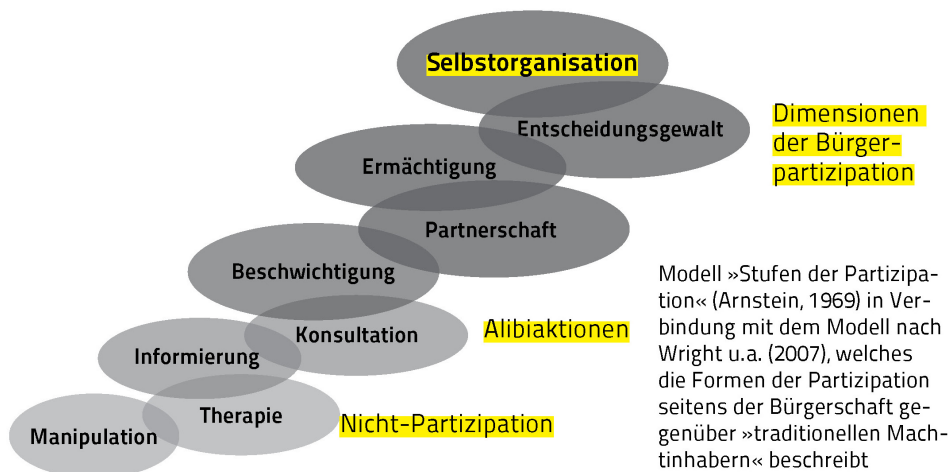 Selbstorganisation
Entscheidungsgewalt
Ermächtigung
Partnerschaft
Beschwichtigung
Konsultation
Informierung
Therapie
Manipulation
Dimensionen
der Bürger-
partizipation
Alibiaktionen
Nicht-Partizipation
Modell »Stufen der Partizipa-
tion« (Arnstein, 1969) in Ver-
bindung mit dem Modell nach
Wright u.a. (2007), welches
die Formen der Partizipation
seitens der Bürgerschaft ge-
genüber »traditionellen Mach-
tinhabern« beschreibt